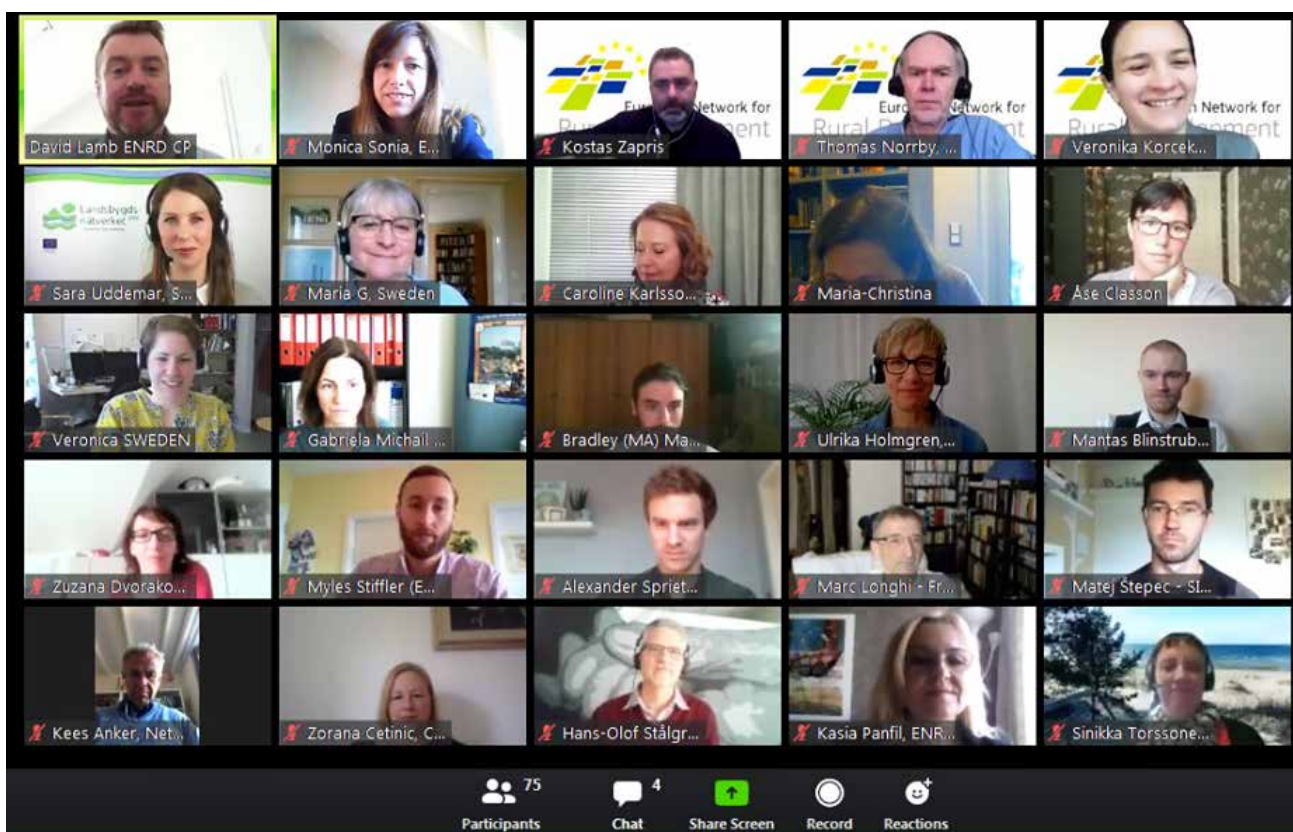 David Lamb ENRD CP
Monica Sonia, E...
Kostas Zapris
Thomas Norrby, ...
Veronika Korcek...
Network for
Landsbygds-
nätverket
Sara Uddemar, S...
Maria G, Sweden
Caroline Karlsso...
Maria-Christina
Åse Classon
Veronica SWEDEN
Gabriela Michail ...
Bradley (MA) Ma...
Ulrika Holmgren,...
Mantas Blinstrub...
Zuzana Dvorako...
Myles Stiffler (E...
Alexander Spriet...
Marc Longhi - Fr...
Matej Štepec - SI...
Kees Anker, Net...
Zorana Cetinic, C...
Hans-Olof Stålgr...
Kasia Panfil, ENR...
Sinikka Torssone...
75
4
Participants
Chat
Share Screen
Record
Reactions